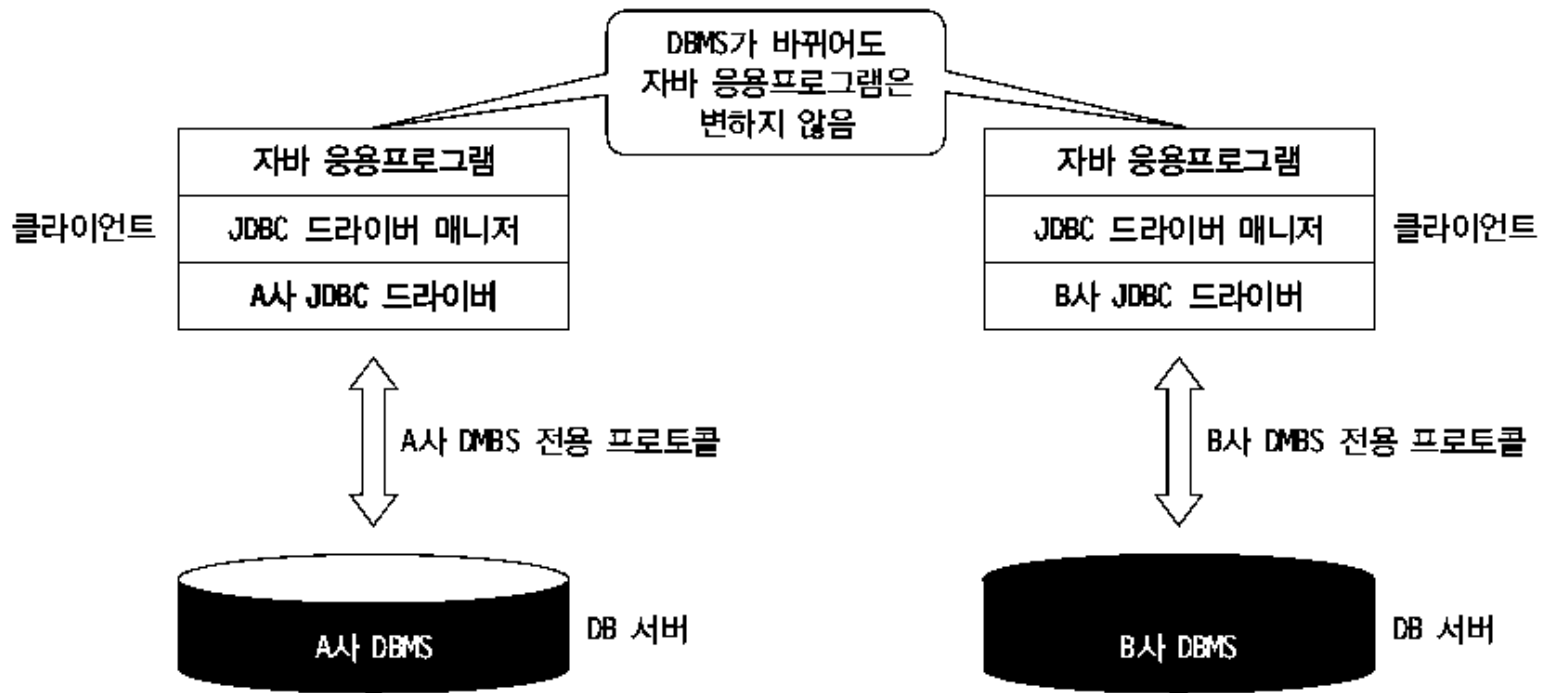 DBMS가 바뀌어도
자바 응용프로그램은
변하지 않음
자바 응용프로그램
JDBC 드라이버 매니저
A사 JDBC 드라이버
클라이언트
A사 DMBS 전용 프로토콜
A사 DBMS
DB 서버
자바 응용프로그램
JDBC 드라이버 매니저
B사 JDBC 드라이버
클라이언트
B사 DMBS 전용 프로토콜
B사 DBMS
DB 서버